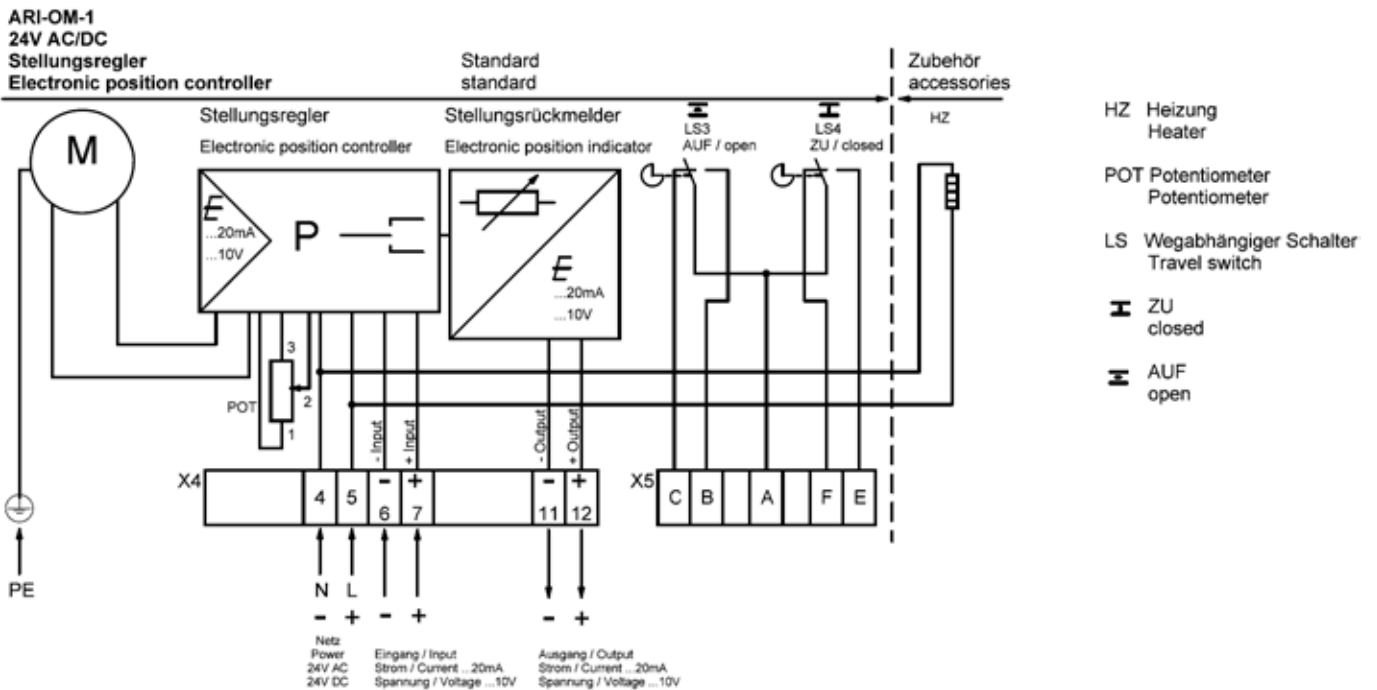 ARI-OM-1
24V AC/DC
Stellungsregler
Electronic position controller
Standard
standard
Zubehör
accessories
Stellungsregler
Electronic position controller
Stellungsrückmelder
Electronic position indicator
LS3
AUF / open
LS4
ZU / closed
HZ
M
E
...20mA
...10V
P
E
...20mA
...10V
3
POT
2
1
- Input
+ Input
- Output
+ Output
X4
4
5
-
6
+
7
-
11
+
12
X5
C
B
A
F
E
PE
N
L
-
+
-
+
-
+
Netz
Power
24V AC
24V DC
Eingang / Input
Strom / Current ...20mA
Spannung / Voltage ...10V
Ausgang / Output
Strom / Current ...20mA
Spannung / Voltage ...10V
HZ Heizung
Heater
POT Potentiometer
Potentiometer
LS Wegabhängiger Schalter
Travel switch
ZU
closed
AUF
open